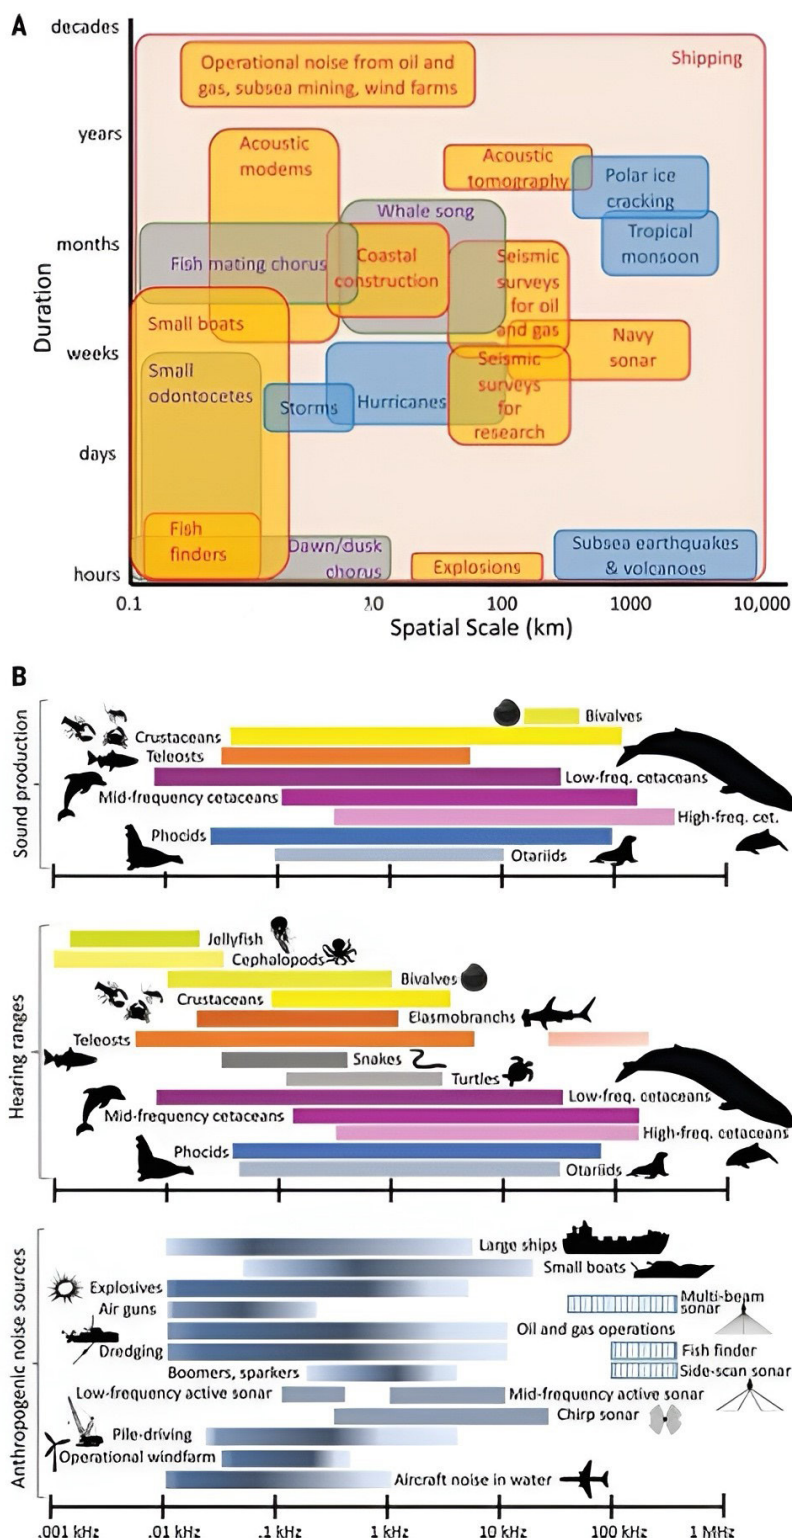 A
decades
years
months
weeks
days
hours
Duration
Shipping
Operational noise from oil and
gas, subsea mining, wind farms
Acoustic
modems
Acoustic
tomography
Polar ice
cracking
Whale song
Tropical
monsoon
Fish mating chorus
Coastal
construction
Seismic
surveys
for oil
and gas
Small boats
Navy
sonar
Small
odontocetes
Seismic
surveys
for
research
Storms
Hurricanes
Fish
finders
Dawn/dusk
chorus
Explosions
Subsea earthquakes
& volcanoes
0.1
10
100
1000
10,000
Spatial Scale (km)
B
Sound production
Bivalves
Crustaceans
Teleosts
Low-freq. cetaceans
Mid-frequency cetaceans
High-freq. cet.
Phocids
Otariids
Hearing ranges
Jellyfish
Cephalopods
Bivalves
Crustaceans
Elasmobranchs
Teleosts
Snakes
Turtles
Low-freq. cetaceans
Mid-frequency cetaceans
High-freq. cetaceans
Phocids
Otariids
Anthropogenic noise sources
Large ships
Small boats
Explosives
Multi-beam
sonar
Air guns
Oil and gas operations
Dredging
Fish finder
Boomers, sparkers
Side-scan sonar
Low-frequency active sonar
Mid-frequency active sonar
Chirp sonar
Pile-driving
Operational windfarm
Aircraft noise in water
.001 kHz
.01 kHz
.1 kHz
1 kHz
10 kHz
100 kHz
1 MHz